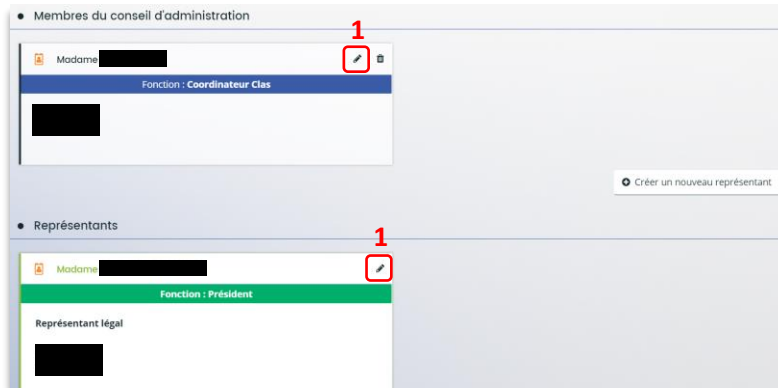 Membres du conseil d'administration
1
Madame
Fonction : Coordinateur Clas
Créer un nouveau représentant
Représentants
1
Madame
Fonction : Président
Représentant légal